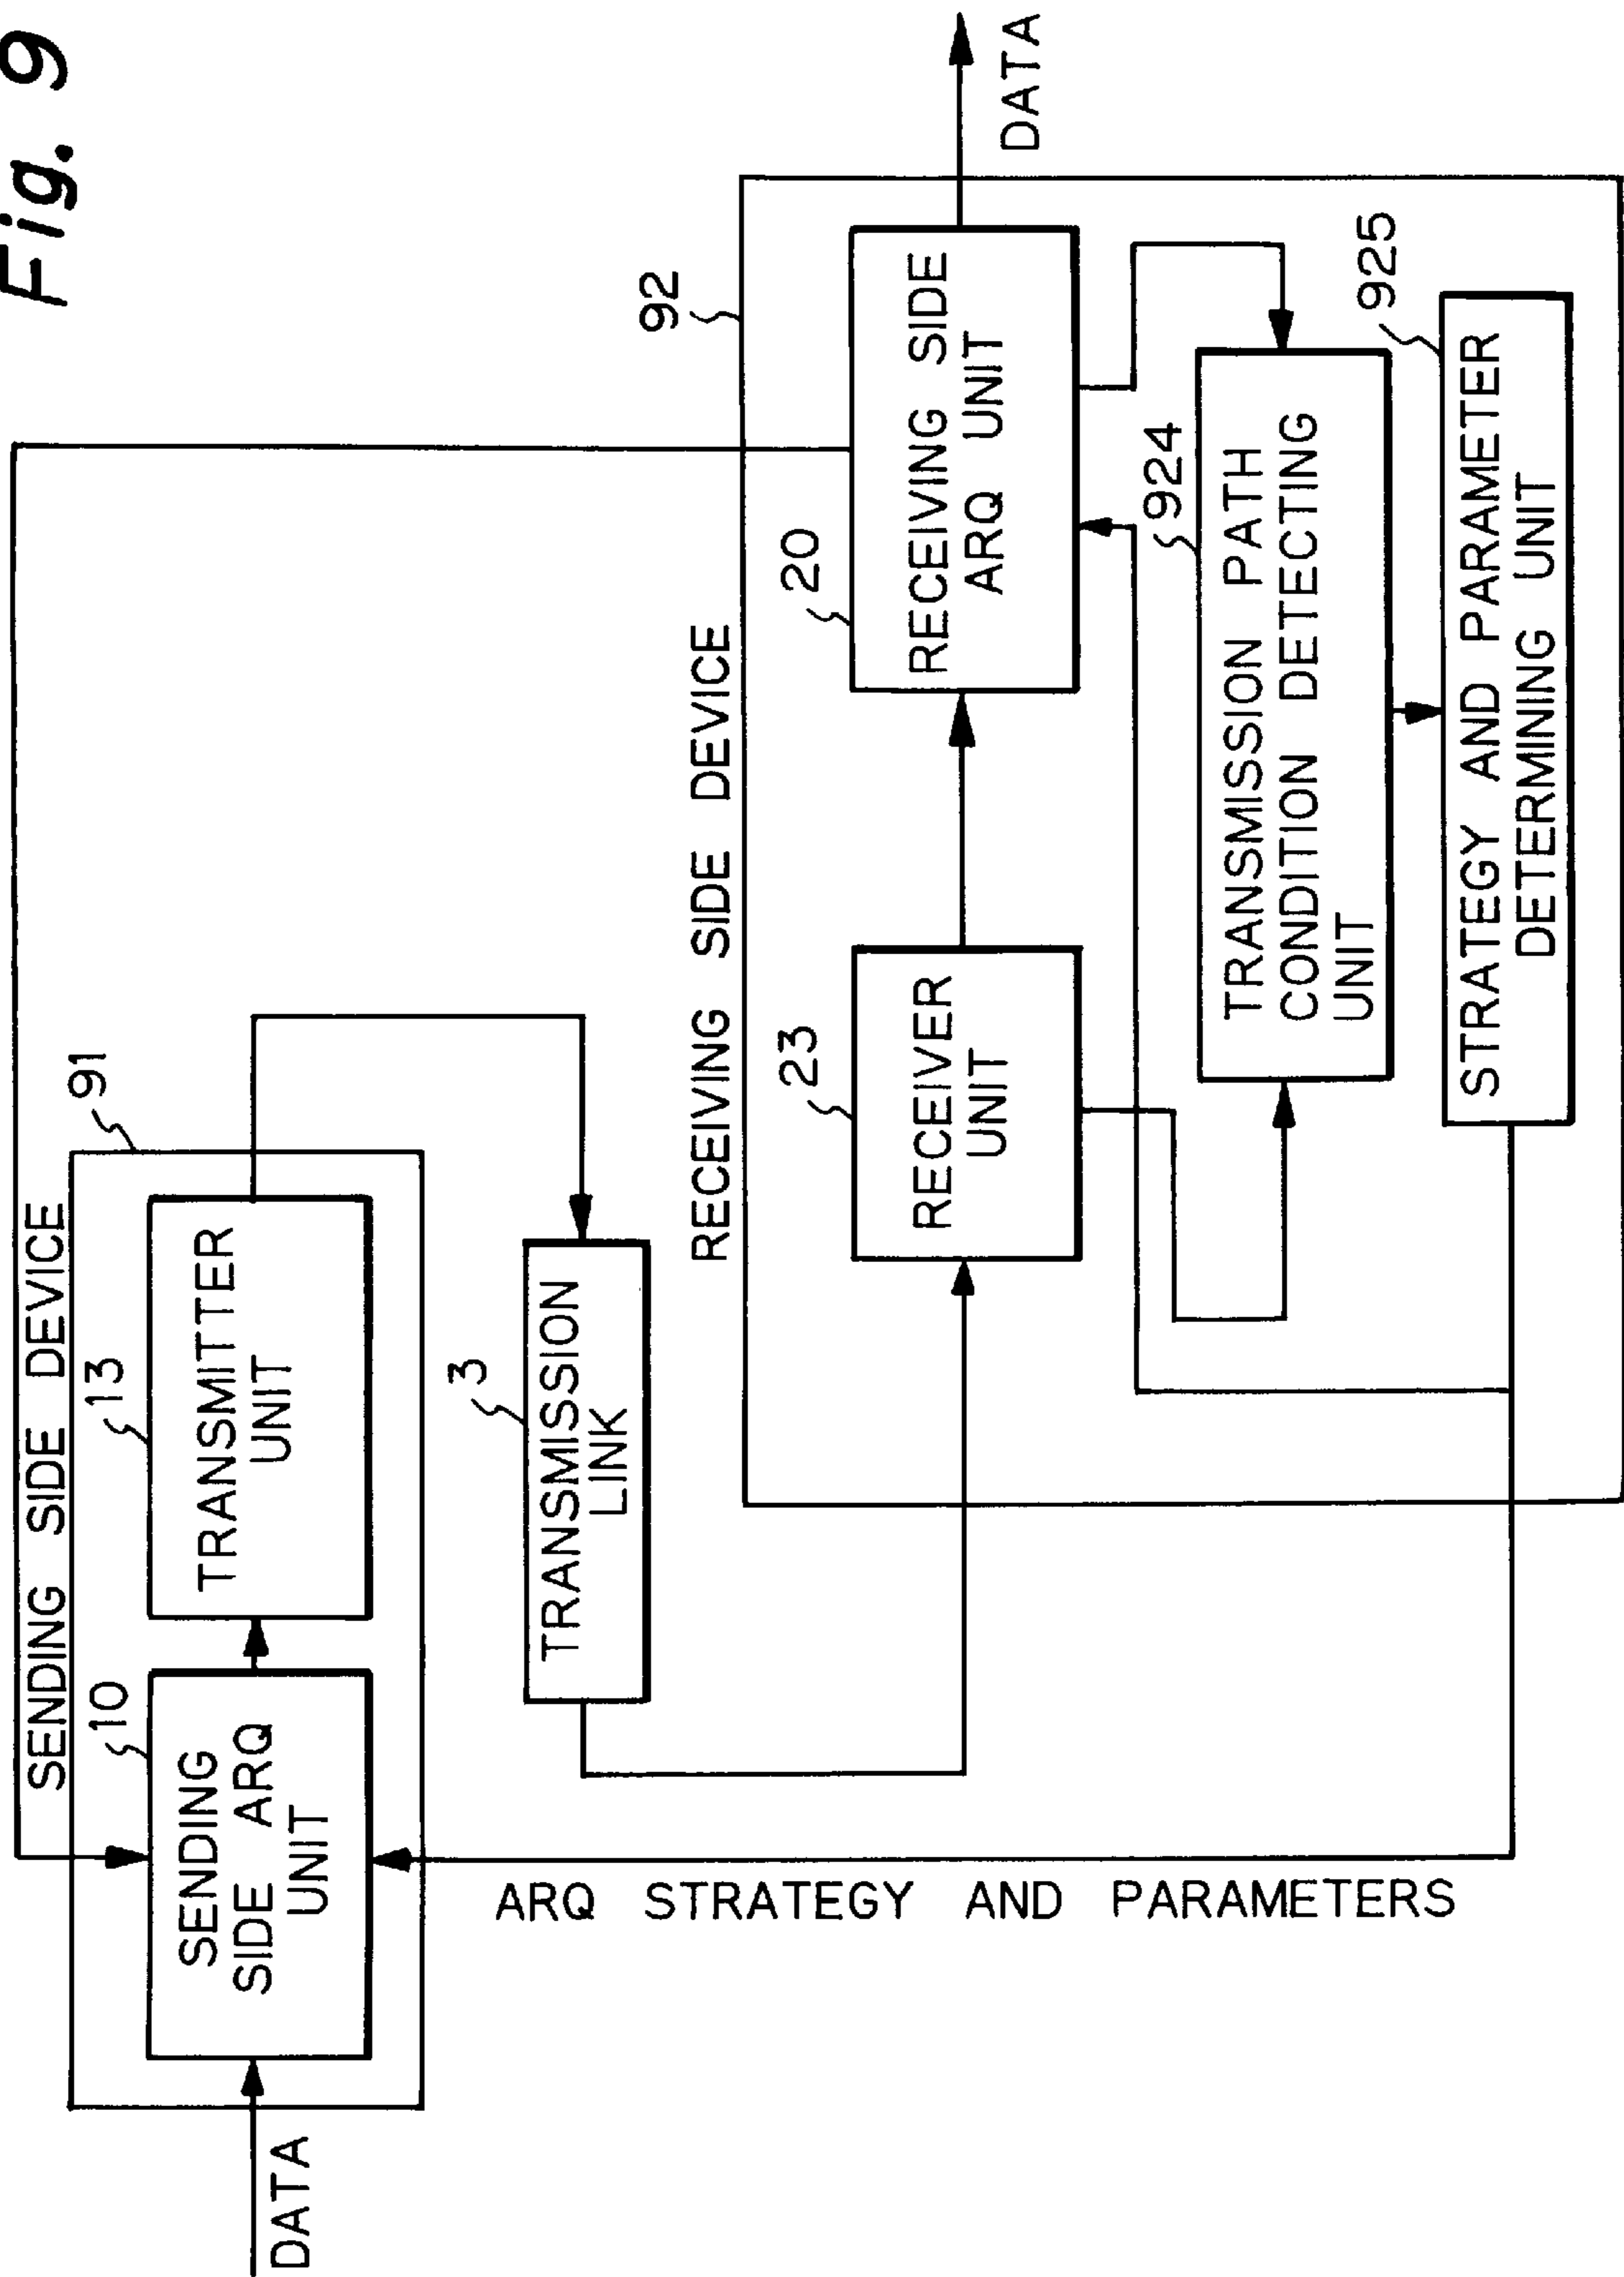 Fig. 9
SENDING SIDE DEVICE
91
10
13
SENDING
SIDE ARQ
UNIT
TRANSMITTER
UNIT
DATA
3
TRANSMISSION
LINK
ARQ STRATEGY AND PARAMETERS
RECEIVING SIDE DEVICE
92
23
20
RECEIVER
UNIT
RECEIVING SIDE
ARQ UNIT
DATA
924
TRANSMISSION PATH
CONDITION DETECTING
UNIT
925
STRATEGY AND PARAMETER
DETERMINING UNIT